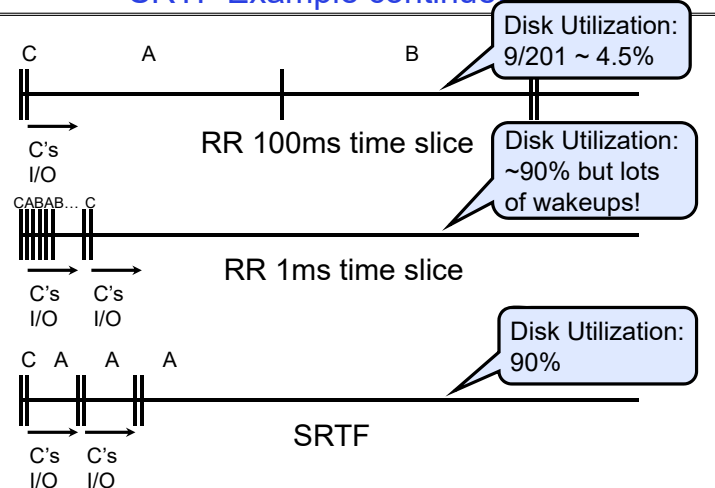 Disk Utilization:
9/201 ~ 4.5%
C A B
RR 100ms time slice
C's
I/O
Disk Utilization:
~90% but lots
of wakeups!
CABAB... C
RR 1ms time slice
C's C's
I/O I/O
Disk Utilization:
90%
C A A A
SRTF
C's C's
I/O I/O